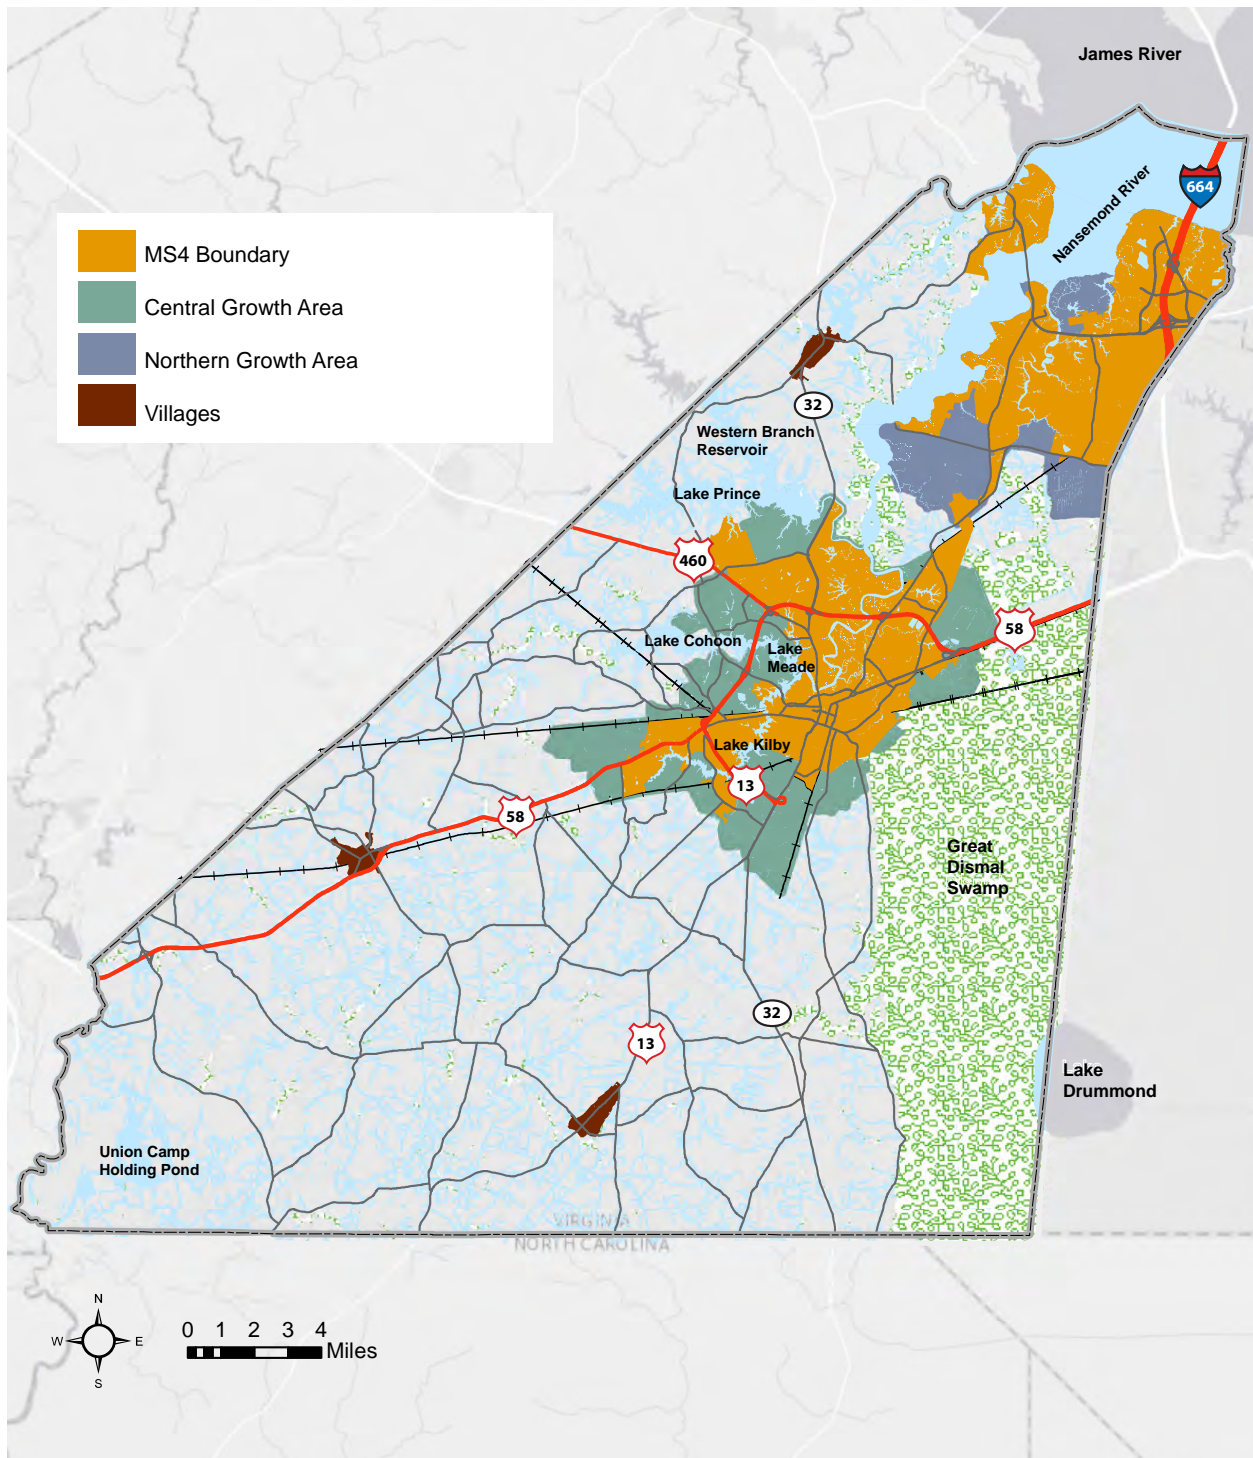 James River
664
Nansemond River
MS4 Boundary
Central Growth Area
Northern Growth Area
Villages
32
Western Branch
Reservoir
Lake Prince
460
58
Lake Cohoon
Lake
Meade
Lake Kilby
13
58
Great
Dismal
Swamp
32
13
Lake
Drummond
Union Camp
Holding Pond
VIRGINIA
NORTH CAROLINA
N
W
E
S
0 1 2 3 4
Miles